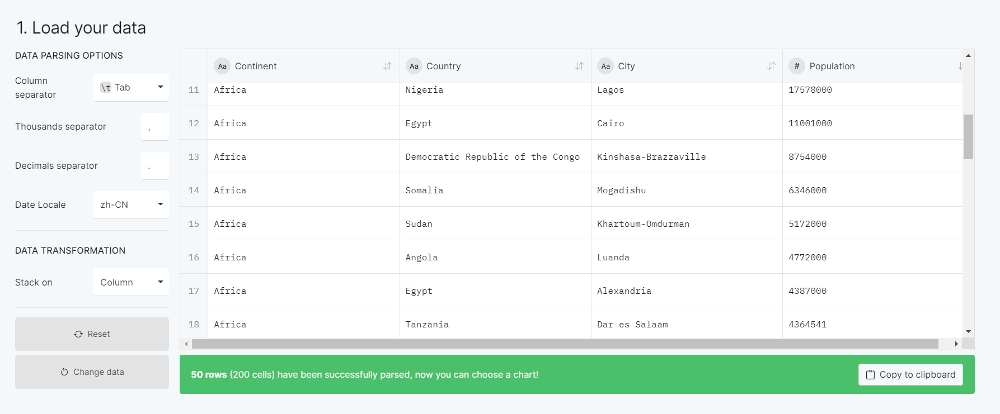 1. Load your data
DATA PARSING OPTIONS
Column separator
\t Tab
Thousands separator
,
Decimals separator
.
Date Locale
zh-CN
DATA TRANSFORMATION
Stack on
Column
Reset
Change data
Aa Continent Aa Country Aa City # Population
11 Africa Nigeria Lagos 17578000
12 Africa Egypt Cairo 11001000
13 Africa Democratic Republic of the Congo Kinshasa-Brazzaville 8754000
14 Africa Somalia Mogadishu 6346000
15 Africa Sudan Khartoum-Omdurman 5172000
16 Africa Angola Luanda 4772000
17 Africa Egypt Alexandria 4387000
18 Africa Tanzania Dar es Salaam 4364541
50 rows (200 cells) have been successfully parsed, now you can choose a chart!
Copy to clipboard